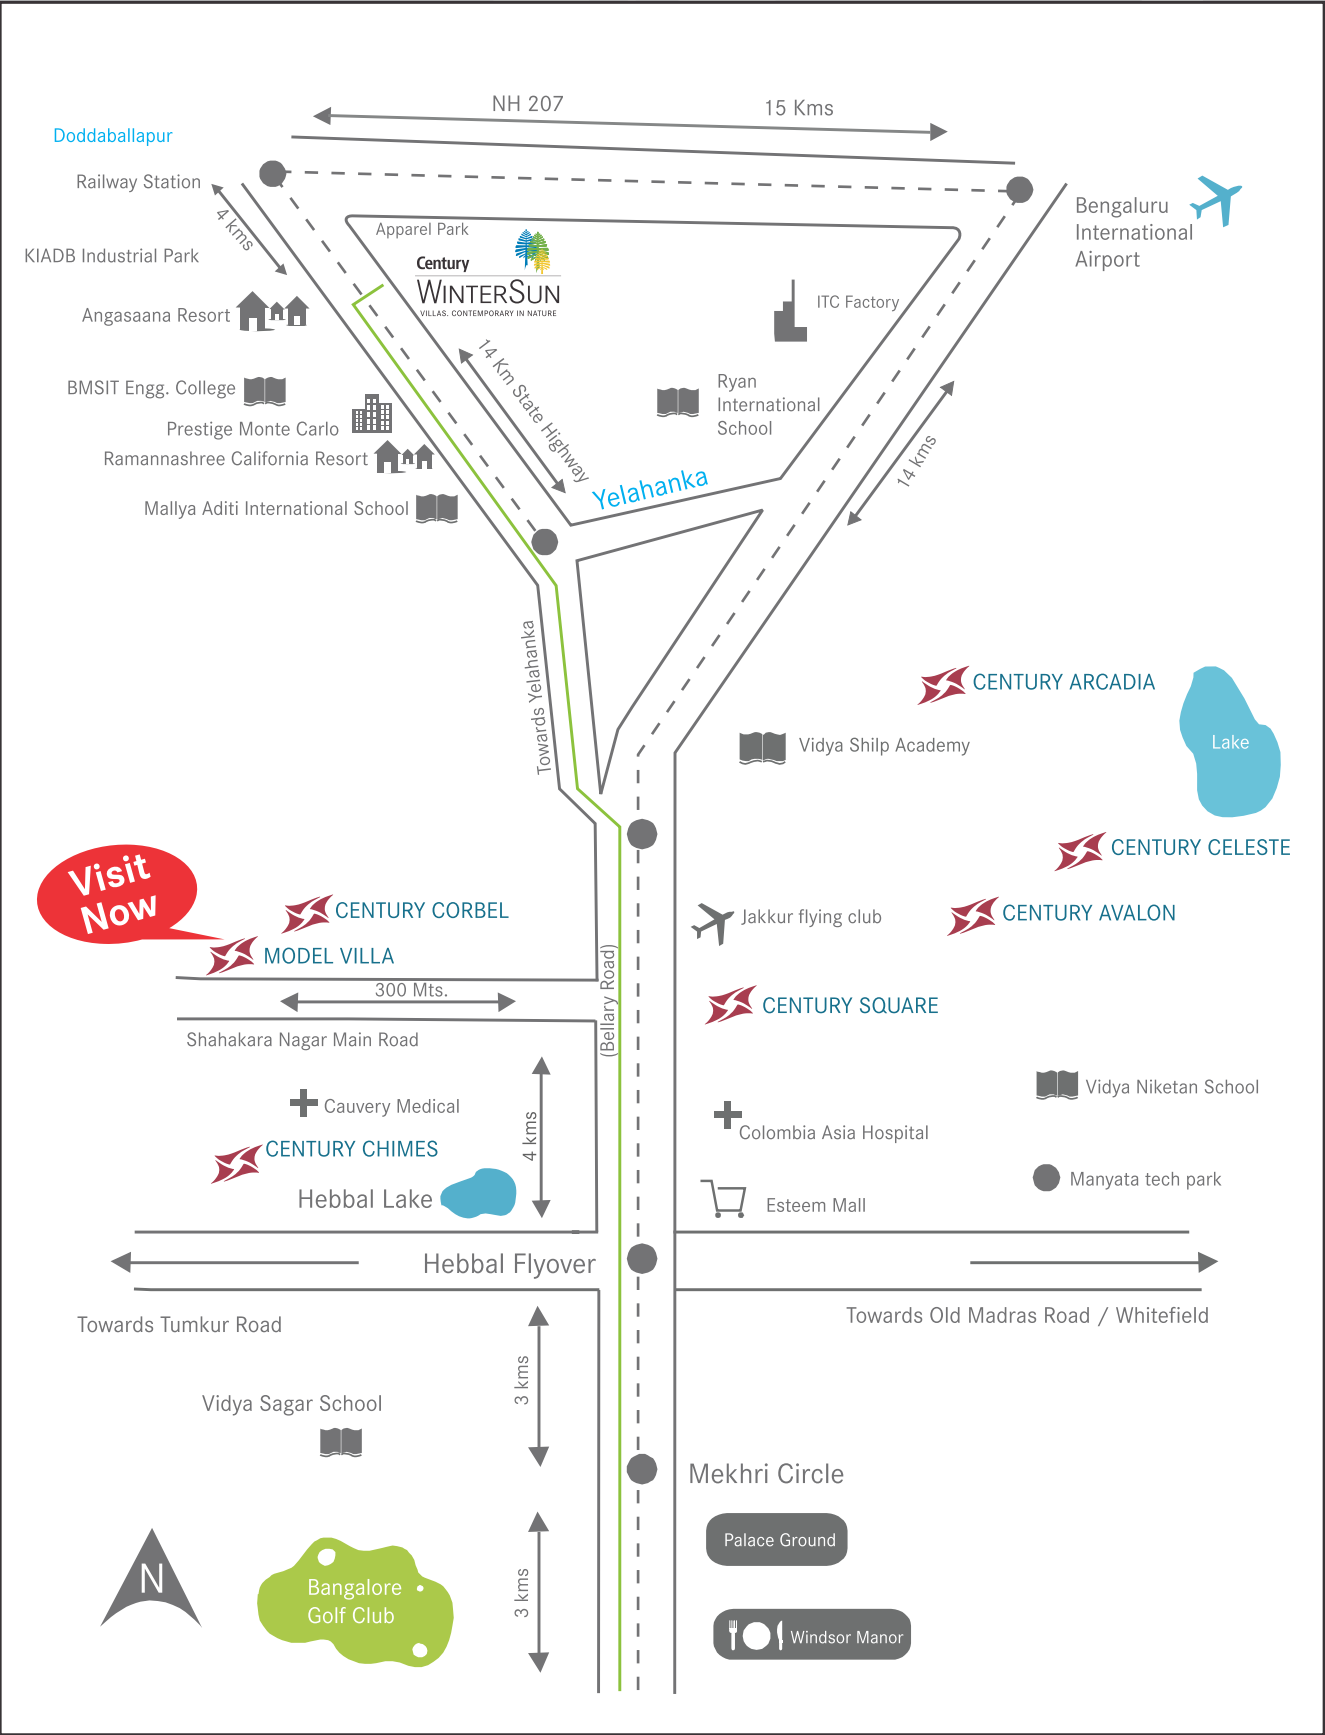 NH 207
15 Kms
Doddaballapur
Railway Station
4 kms
KIADB Industrial Park
Apparel Park
Century
WINTERSUN
VILLAS. CONTEMPORARY IN NATURE
Bengaluru
International
Airport
Angasaana Resort
ITC Factory
14 Km State Highway
BMSIT Engg. College
Ryan
International
School
Prestige Monte Carlo
Ramannashree California Resort
14 kms
Yelahanka
Mallya Aditi International School
Towards Yelahanka
CENTURY ARCADIA
Vidya Shilp Academy
Lake
CENTURY CELESTE
Visit
Now
CENTURY CORBEL
Jakkur flying club
CENTURY AVALON
MODEL VILLA
300 Mts.
(Bellary Road)
CENTURY SQUARE
Shahakara Nagar Main Road
Vidya Niketan School
Cauvery Medical
4 kms
Colombia Asia Hospital
CENTURY CHIMES
Manyata tech park
Hebbal Lake
Esteem Mall
Hebbal Flyover
Towards Tumkur Road
Towards Old Madras Road / Whitefield
3 kms
Vidya Sagar School
Mekhri Circle
Palace Ground
N
3 kms
Bangalore
Golf Club
Windsor Manor